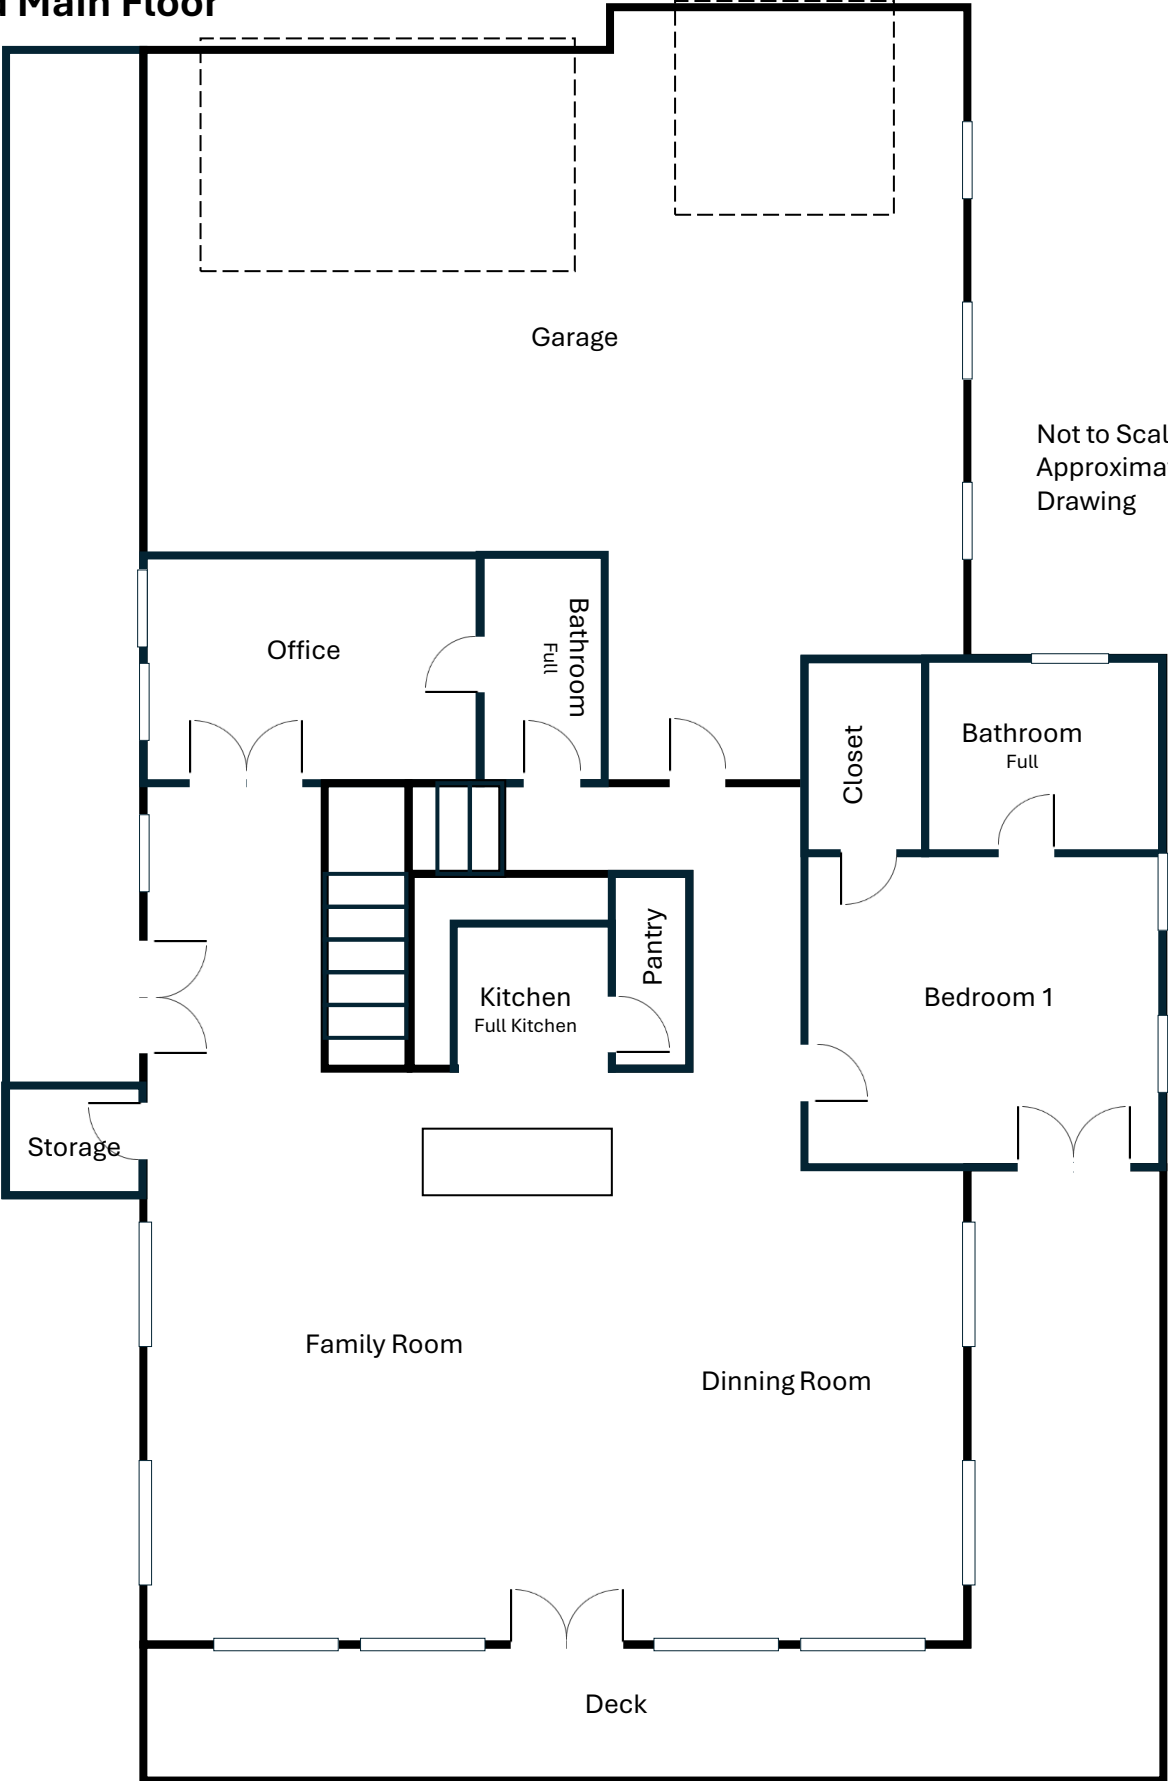 Main Floor
Garage
Not to Scal
Approxima
Drawing
Office
Bathroom
Full
Closet
Bathroom
Full
Pantry
Kitchen
Full Kitchen
Bedroom 1
Storage
Family Room
Dinning Room
Deck